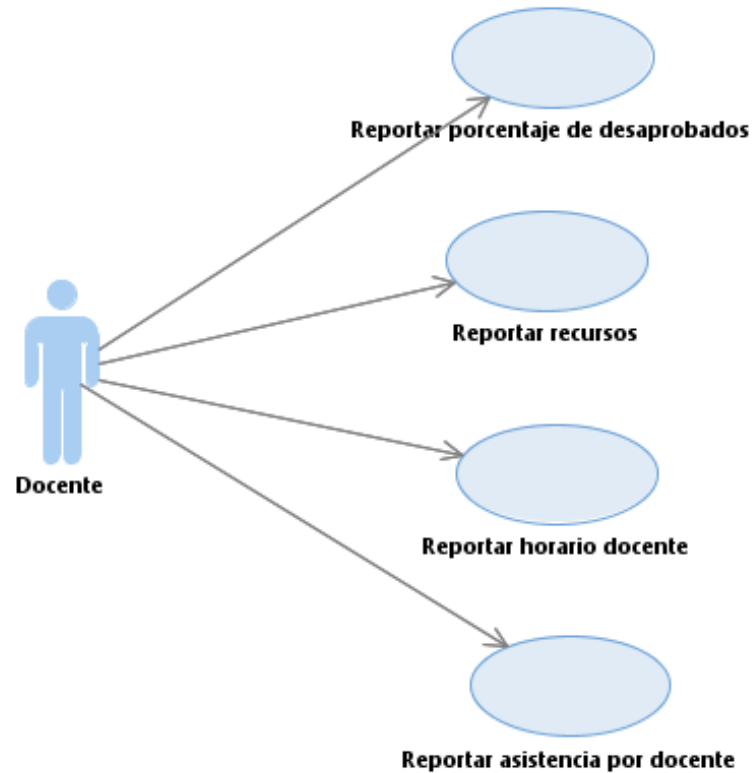 Reportar porcentaje de desaprobados
Reportar recursos
Docente
Reportar horario docente
Reportar asistencia por docente